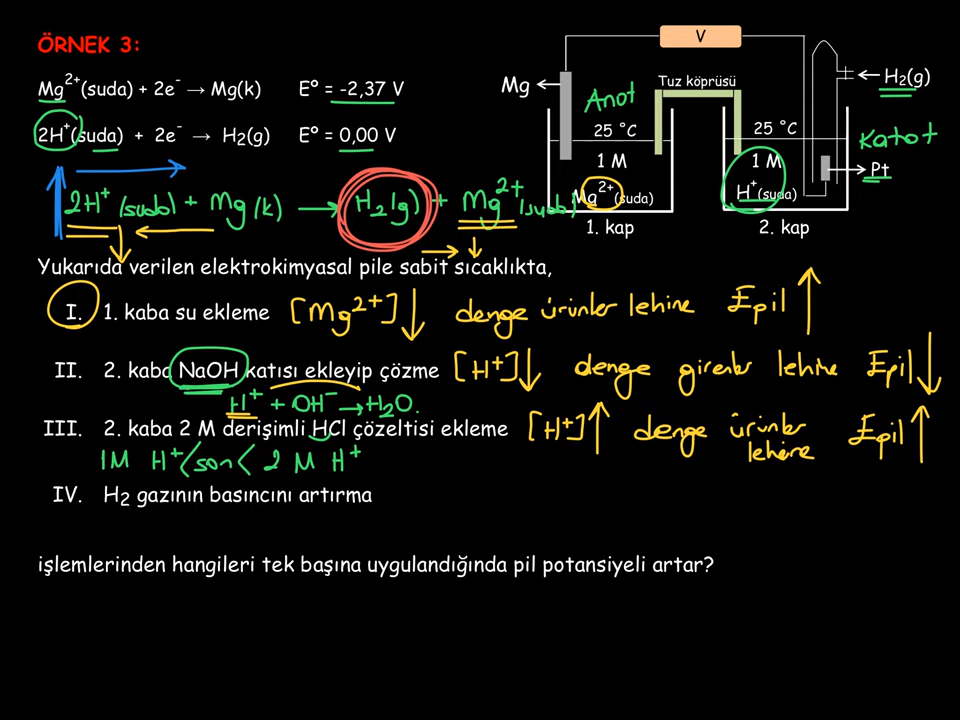 ÖRNEK 3:
Mg2+(suda) + 2e- → Mg(k) E° = -2,37 V
2H+(suda) + 2e- → H2(g) E° = 0,00 V
2H+(suda) + Mg(k) → H2(g) + Mg2+(suda)
V
Mg
Anot
Tuz köprüsü
H2(g)
25 °C
25 °C
Katot
1 M
1 M
Pt
Mg2+(suda)
H+(suda)
1. kap
2. kap
Yukarıda verilen elektrokimyasal pile sabit sıcaklıkta,
I. 1. kaba su ekleme [Mg2+]↓ denge ürünler lehine Epil ↑
II. 2. kaba NaOH katısı ekleyip çözme [H+]↓ denge girenler lehine Epil ↓
H+ + OH- → H2O.
III. 2. kaba 2 M derişimli HCl çözeltisi ekleme [H+]↑ denge ürünler lehine Epil ↑
1M H+ < son < 2 M H+
IV. H2 gazının basıncını artırma
işlemlerinden hangileri tek başına uygulandığında pil potansiyeli artar?